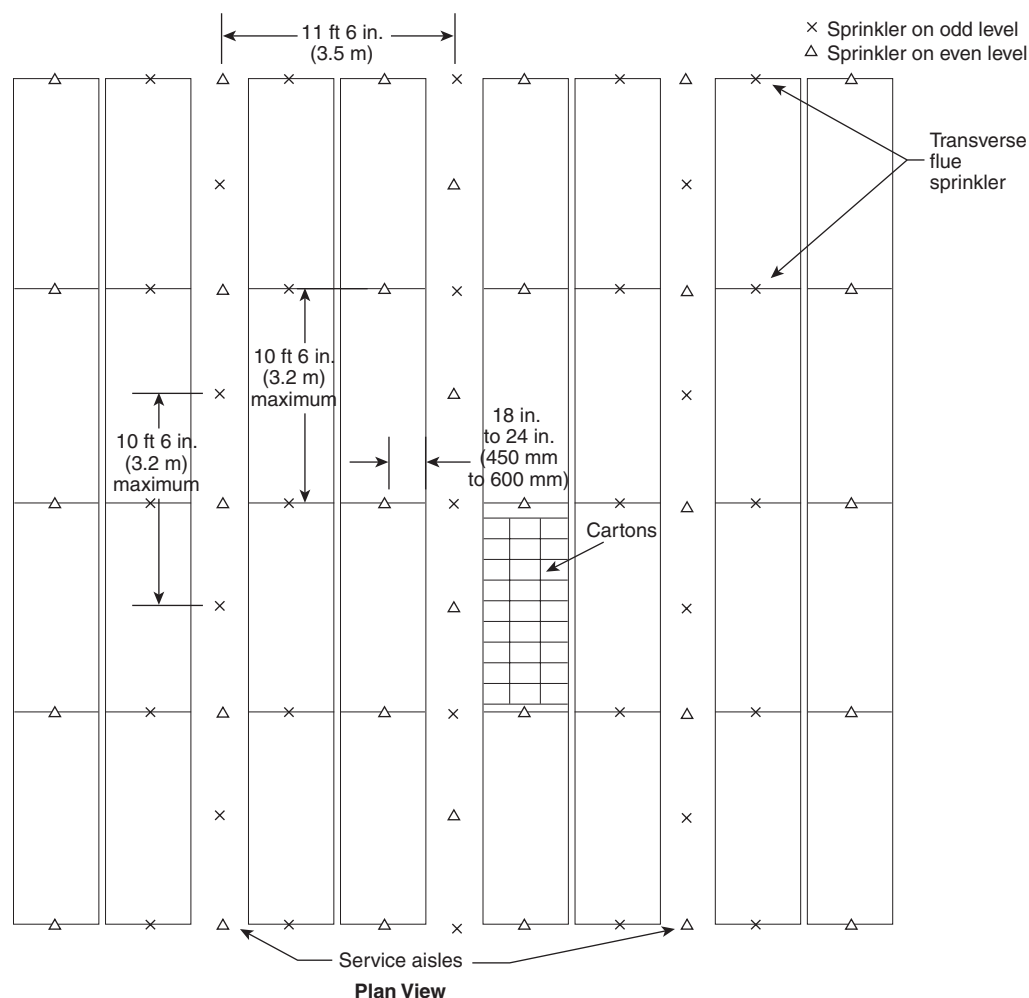 11 ft 6 in.
(3.5 m)
× Sprinkler on odd level
△ Sprinkler on even level
Transverse
flue
sprinkler
10 ft 6 in.
(3.2 m)
maximum
10 ft 6 in.
(3.2 m)
maximum
18 in.
to 24 in.
(450 mm
to 600 mm)
Cartons
Service aisles
Plan View